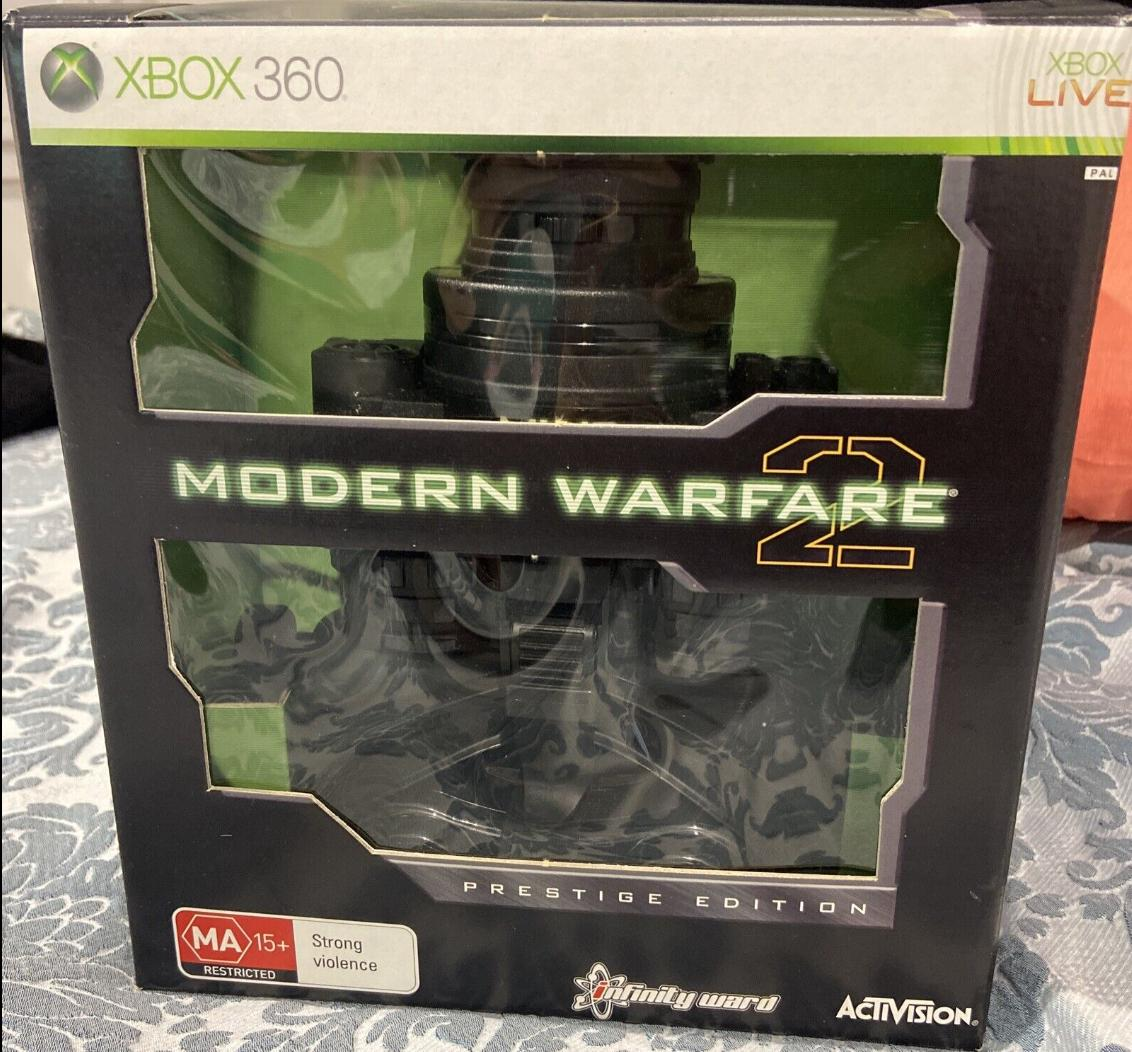 XBOX 360
XBOX
LIVE
PAL
MODERN WARFARE 2
PRESTIGE EDITION
MA 15+
RESTRICTED
Strong
violence
infinity ward
ACTIVISION